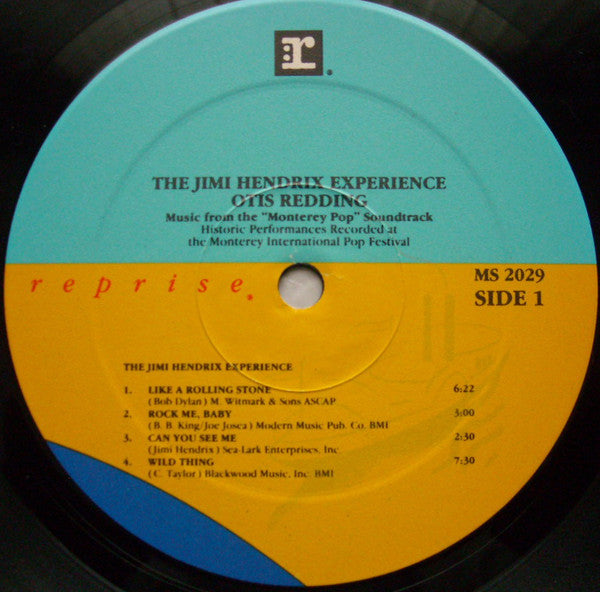 r
THE JIMI HENDRIX EXPERIENCE
OTIS REDDING
Music from the "Monterey Pop" Soundtrack
Historic Performances Recorded at
the Monterey International Pop Festival
reprise
MS 2029
SIDE 1
THE JIMI HENDRIX EXPERIENCE
1. LIKE A ROLLING STONE 6:22
(Bob Dylan) M. Witmark & Sons ASCAP
2. ROCK ME, BABY 3:00
(B. B. King/Joe Josea) Modern Music Pub. Co. BMI
3. CAN YOU SEE ME 2:30
(Jimi Hendrix) Sea-Lark Enterprises, Inc.
4. WILD THING 7:30
(C. Taylor) Blackwood Music, Inc. BMI